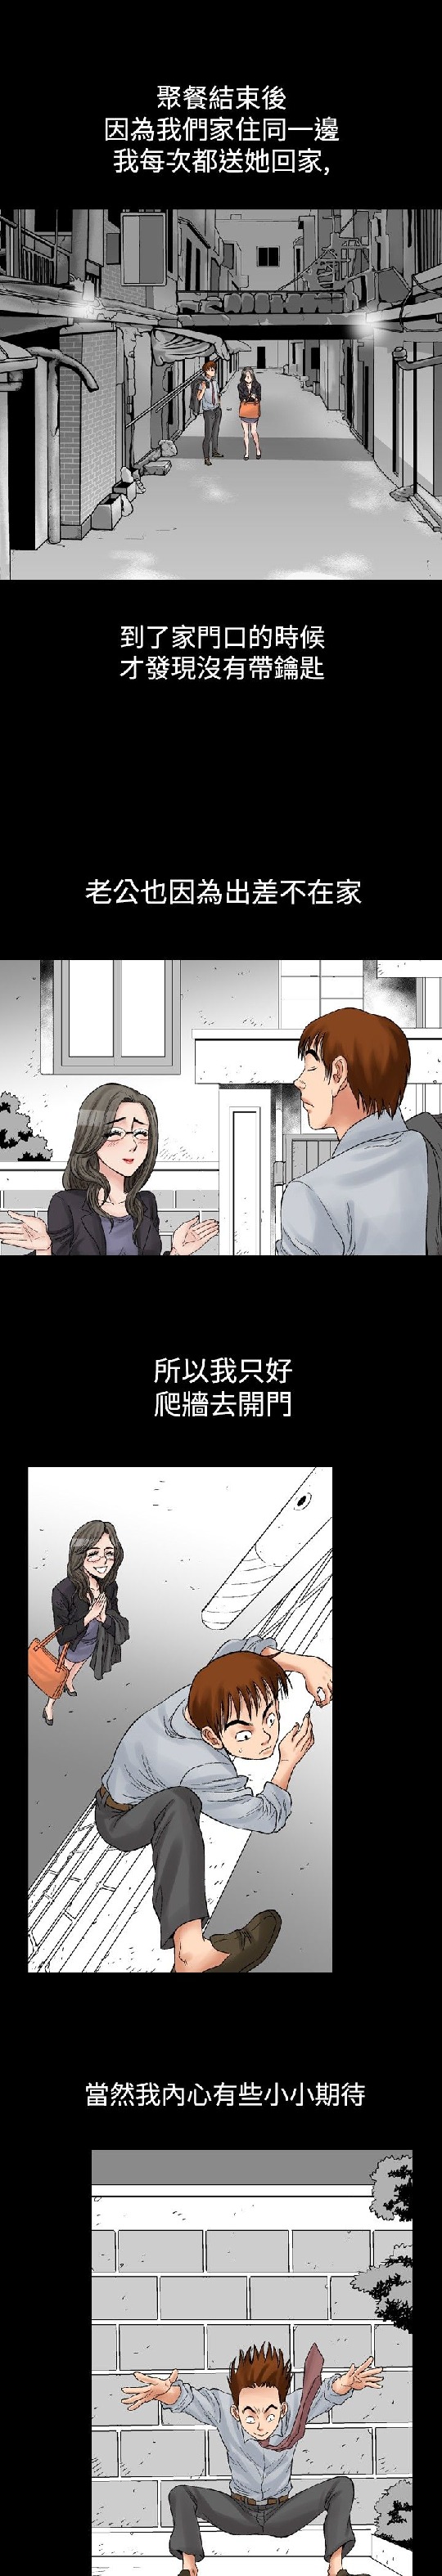 聚餐結束後
因為我們家住同一邊
我每次都送她回家,
到了家門口的時候
才發現沒有帶鑰匙
老公也因為出差不在家
所以我只好
爬牆去開門
當然我內心有些小小期待